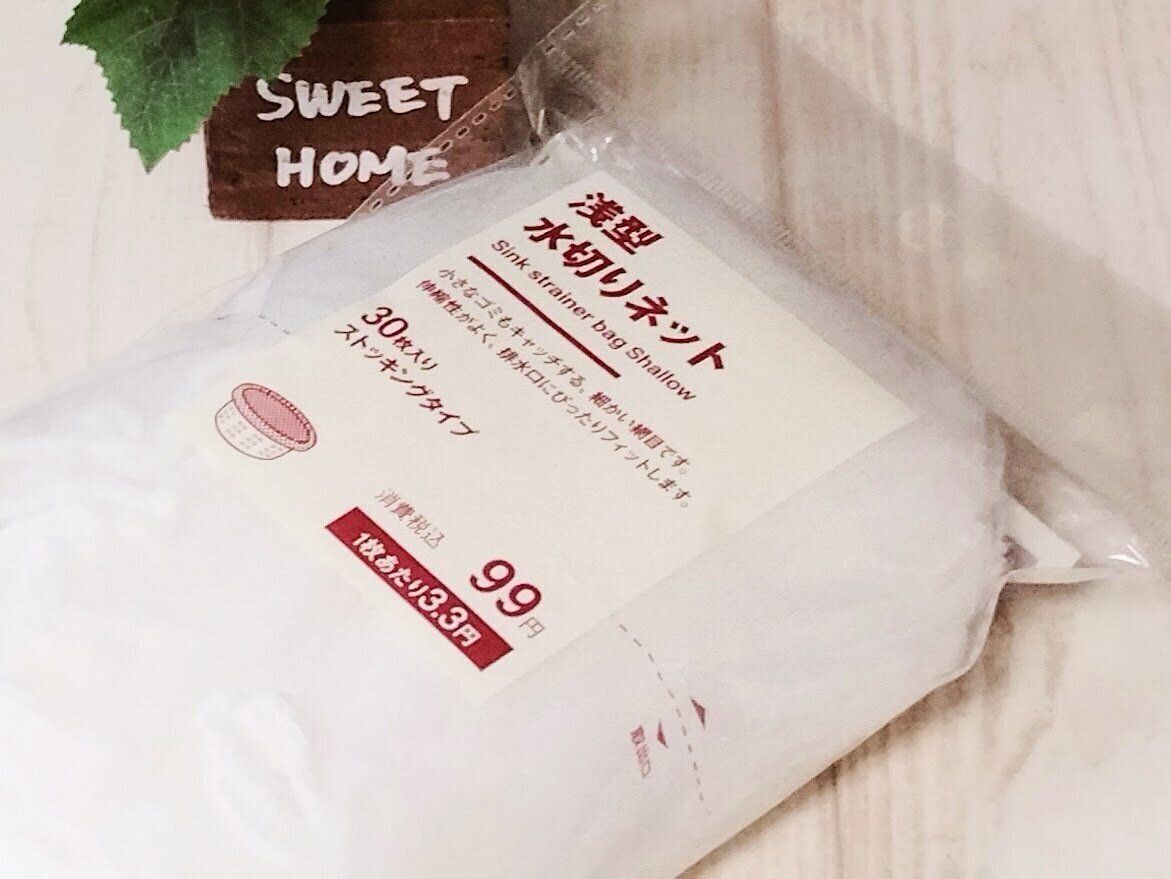 SWEET
HOME
浅型
水切りネット
Sink strainer bag Shallow
小さなゴミもキャッチする、細かい網目です。
伸縮性がよく、排水口にぴったりフィットします。
30枚入り
ストッキングタイプ
消費税込
99円
1枚あたり3.3円
取出口